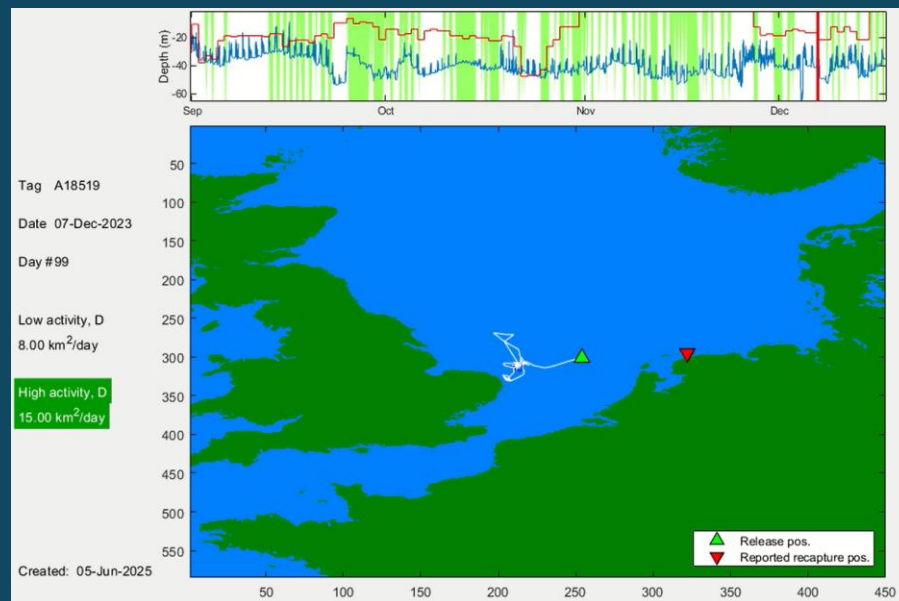 Depth (m)
-20
-40
-60
Sep
Oct
Nov
Dec
Tag A18519
Date 07-Dec-2023
Day #99
Low activity, D
8.00 km²/day
High activity, D
15.00 km²/day
Created: 05-Jun-2025
50
100
150
200
250
300
350
400
450
500
550
50
100
150
200
250
300
350
400
450
Release pos.
Reported recapture pos.